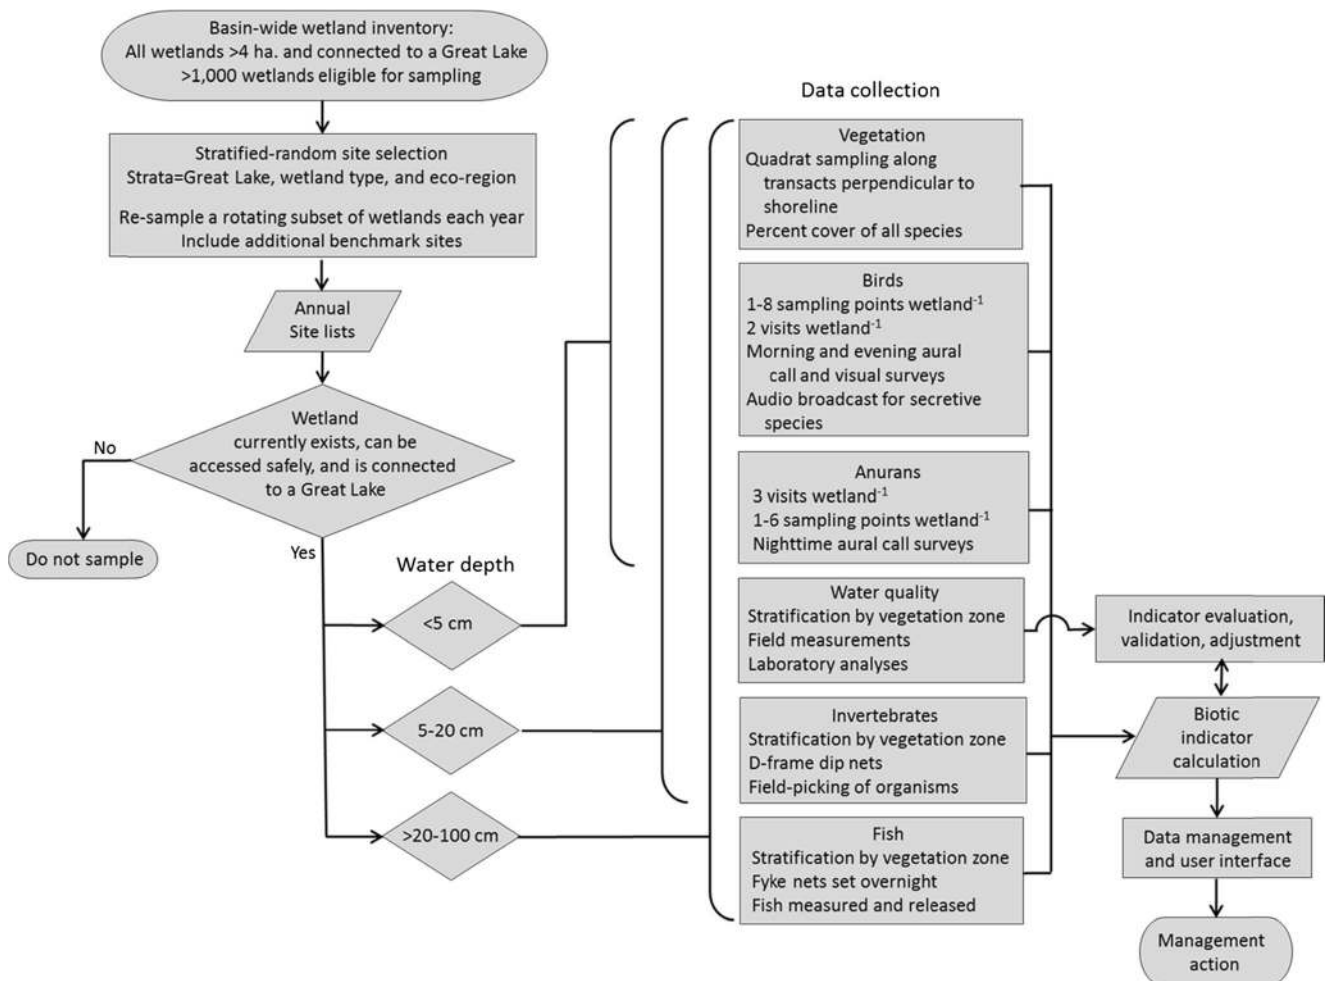 Basin-wide wetland inventory:
All wetlands >4 ha. and connected to a Great Lake
>1,000 wetlands eligible for sampling
Stratified-random site selection
Strata=Great Lake, wetland type, and eco-region
Re-sample a rotating subset of wetlands each year
Include additional benchmark sites
Annual
Site lists
Wetland
currently exists, can be
accessed safely, and is connected
to a Great Lake
No
Do not sample
Yes
Water depth
<5 cm
5-20 cm
>20-100 cm
Data collection
Vegetation
Quadrat sampling along
transacts perpendicular to
shoreline
Percent cover of all species
Birds
1-8 sampling points wetland⁻¹
2 visits wetland⁻¹
Morning and evening aural
call and visual surveys
Audio broadcast for secretive
species
Anurans
3 visits wetland⁻¹
1-6 sampling points wetland⁻¹
Nighttime aural call surveys
Water quality
Stratification by vegetation zone
Field measurements
Laboratory analyses
Invertebrates
Stratification by vegetation zone
D-frame dip nets
Field-picking of organisms
Fish
Stratification by vegetation zone
Fyke nets set overnight
Fish measured and released
Indicator evaluation,
validation, adjustment
Biotic
indicator
calculation
Data management
and user interface
Management
action